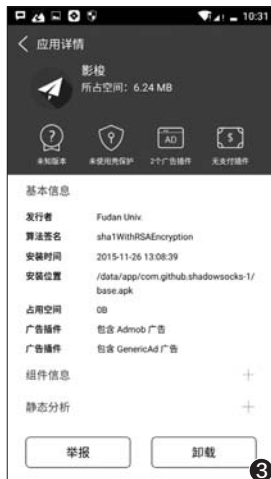 10:31
应用详情
影梭
所占空间：6.24 MB
AD
未知版本 未使用壳保护 2个广告插件 无支付插件
基本信息
发行者 Fudan Univ.
算法签名 sha1WithRSAEncryption
安装时间 2015-11-26 13:08:39
安装位置 /data/app/com.github.shadowsocks-1/
base.apk
占用空间 0B
广告插件 包含 Admob 广告
广告插件 包含 GenericAd 广告
组件信息
静态分析
举报 卸载
3